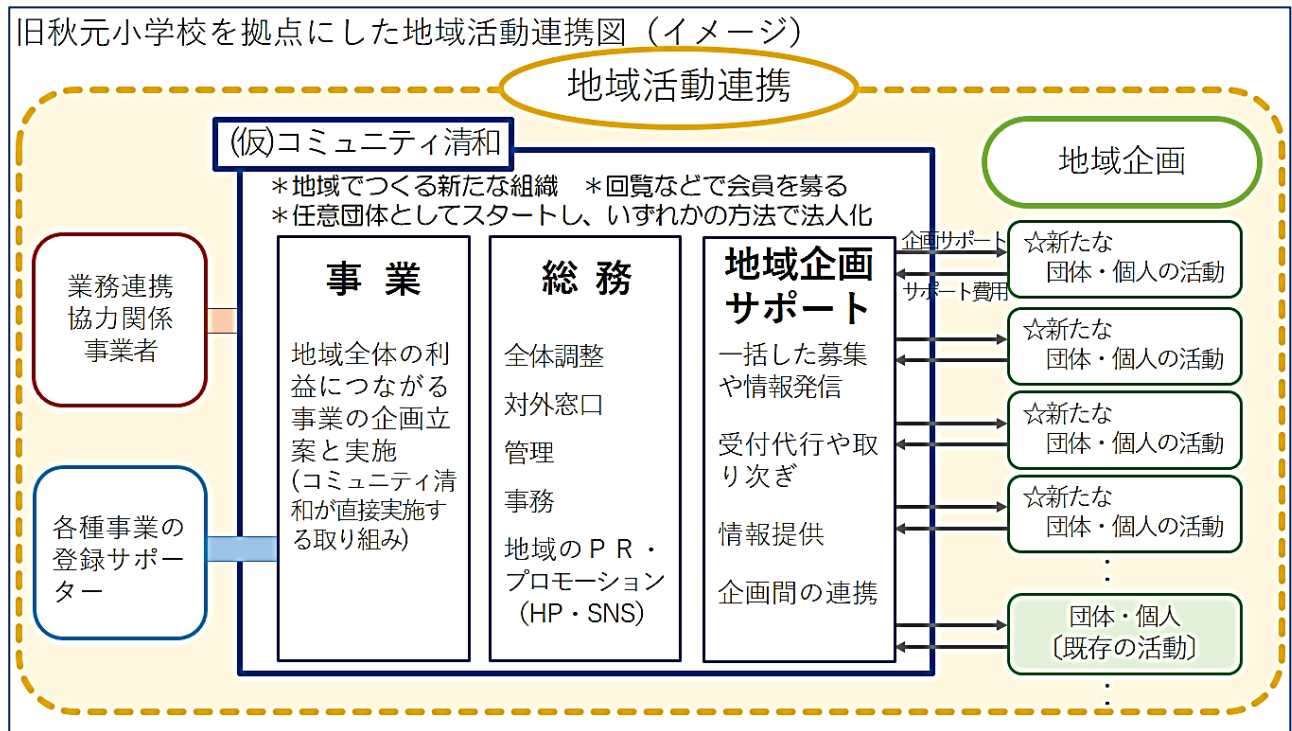 旧秋元小学校を拠点にした地域活動連携図（イメージ）
地域活動連携
(仮)コミュニティ清和
＊地域でつくる新たな組織　＊回覧などで会員を募る
＊任意団体としてスタートし、いずれかの方法で法人化
業務連携
協力関係
事業者
各種事業の
登録サポー
ター
事 業
地域全体の利
益につながる
事業の企画立
案と実施
(コミュニティ清
和が直接実施す
る取り組み)
総 務
全体調整
対外窓口
管理
事務
地域のＰＲ・
プロモーション
（HP・SNS）
地域企画
サポート
一括した募集
や情報発信
受付代行や取
り次ぎ
情報提供
企画間の連携
企画サポート
サポート費用
地域企画
☆新たな
団体・個人の活動
☆新たな
団体・個人の活動
☆新たな
団体・個人の活動
☆新たな
団体・個人の活動
：
団体・個人
〔既存の活動〕
：